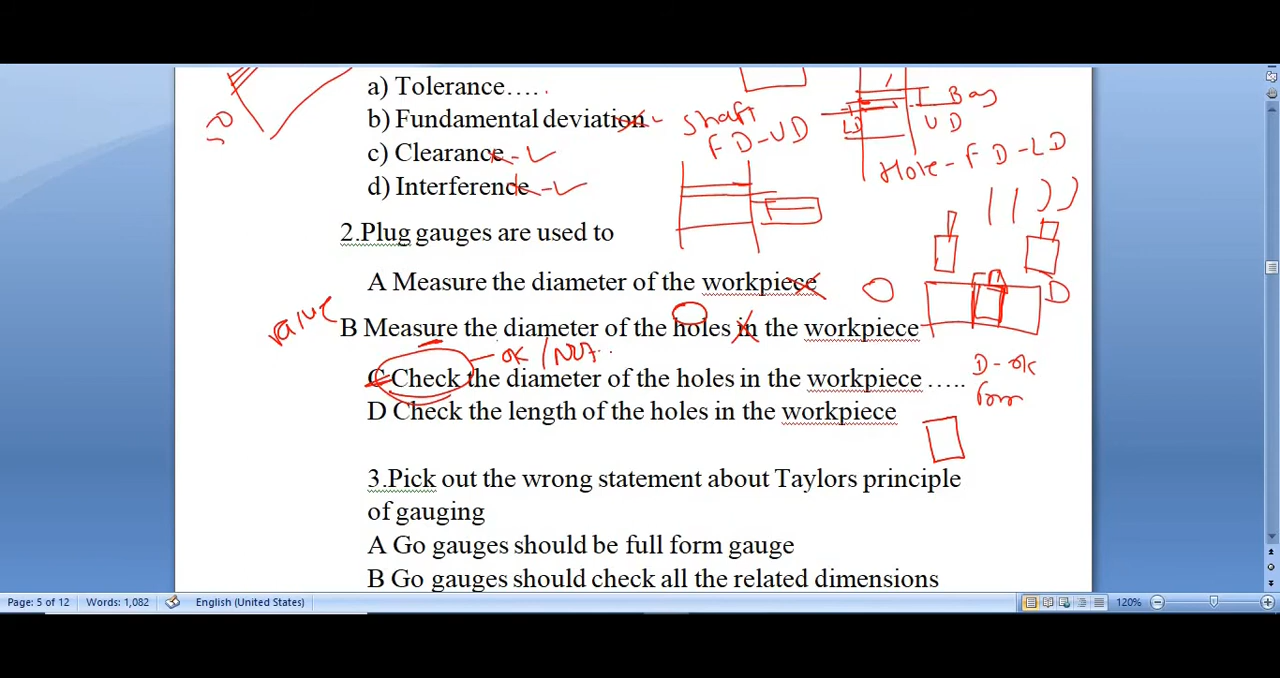 a) Tolerance….
b) Fundamental deviation
shaft
FD-UD
LD
UD
c) Clearance
Hole-FD-LD
d) Interference
50
2.Plug gauges are used to
A Measure the diameter of the workpiece
value
B Measure the diameter of the holes in the workpiece
D
OK / NOT
C Check the diameter of the holes in the workpiece …..
D-OK
form
D Check the length of the holes in the workpiece
3.Pick out the wrong statement about Taylors principle
of gauging
A Go gauges should be full form gauge
B Go gauges should check all the related dimensions
Page: 5 of 12
Words: 1,082
English (United States)
120%